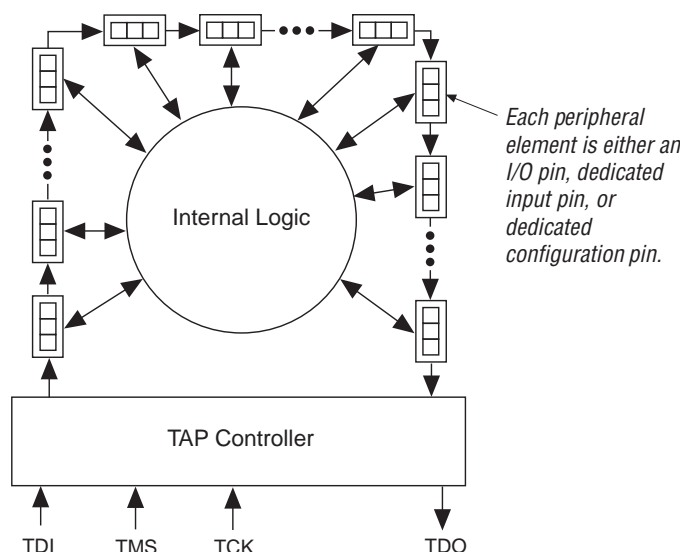 Each peripheral
element is either an
I/O pin, dedicated
input pin, or
dedicated
configuration pin.
Internal Logic
TAP Controller
TDI TMS TCK TDO